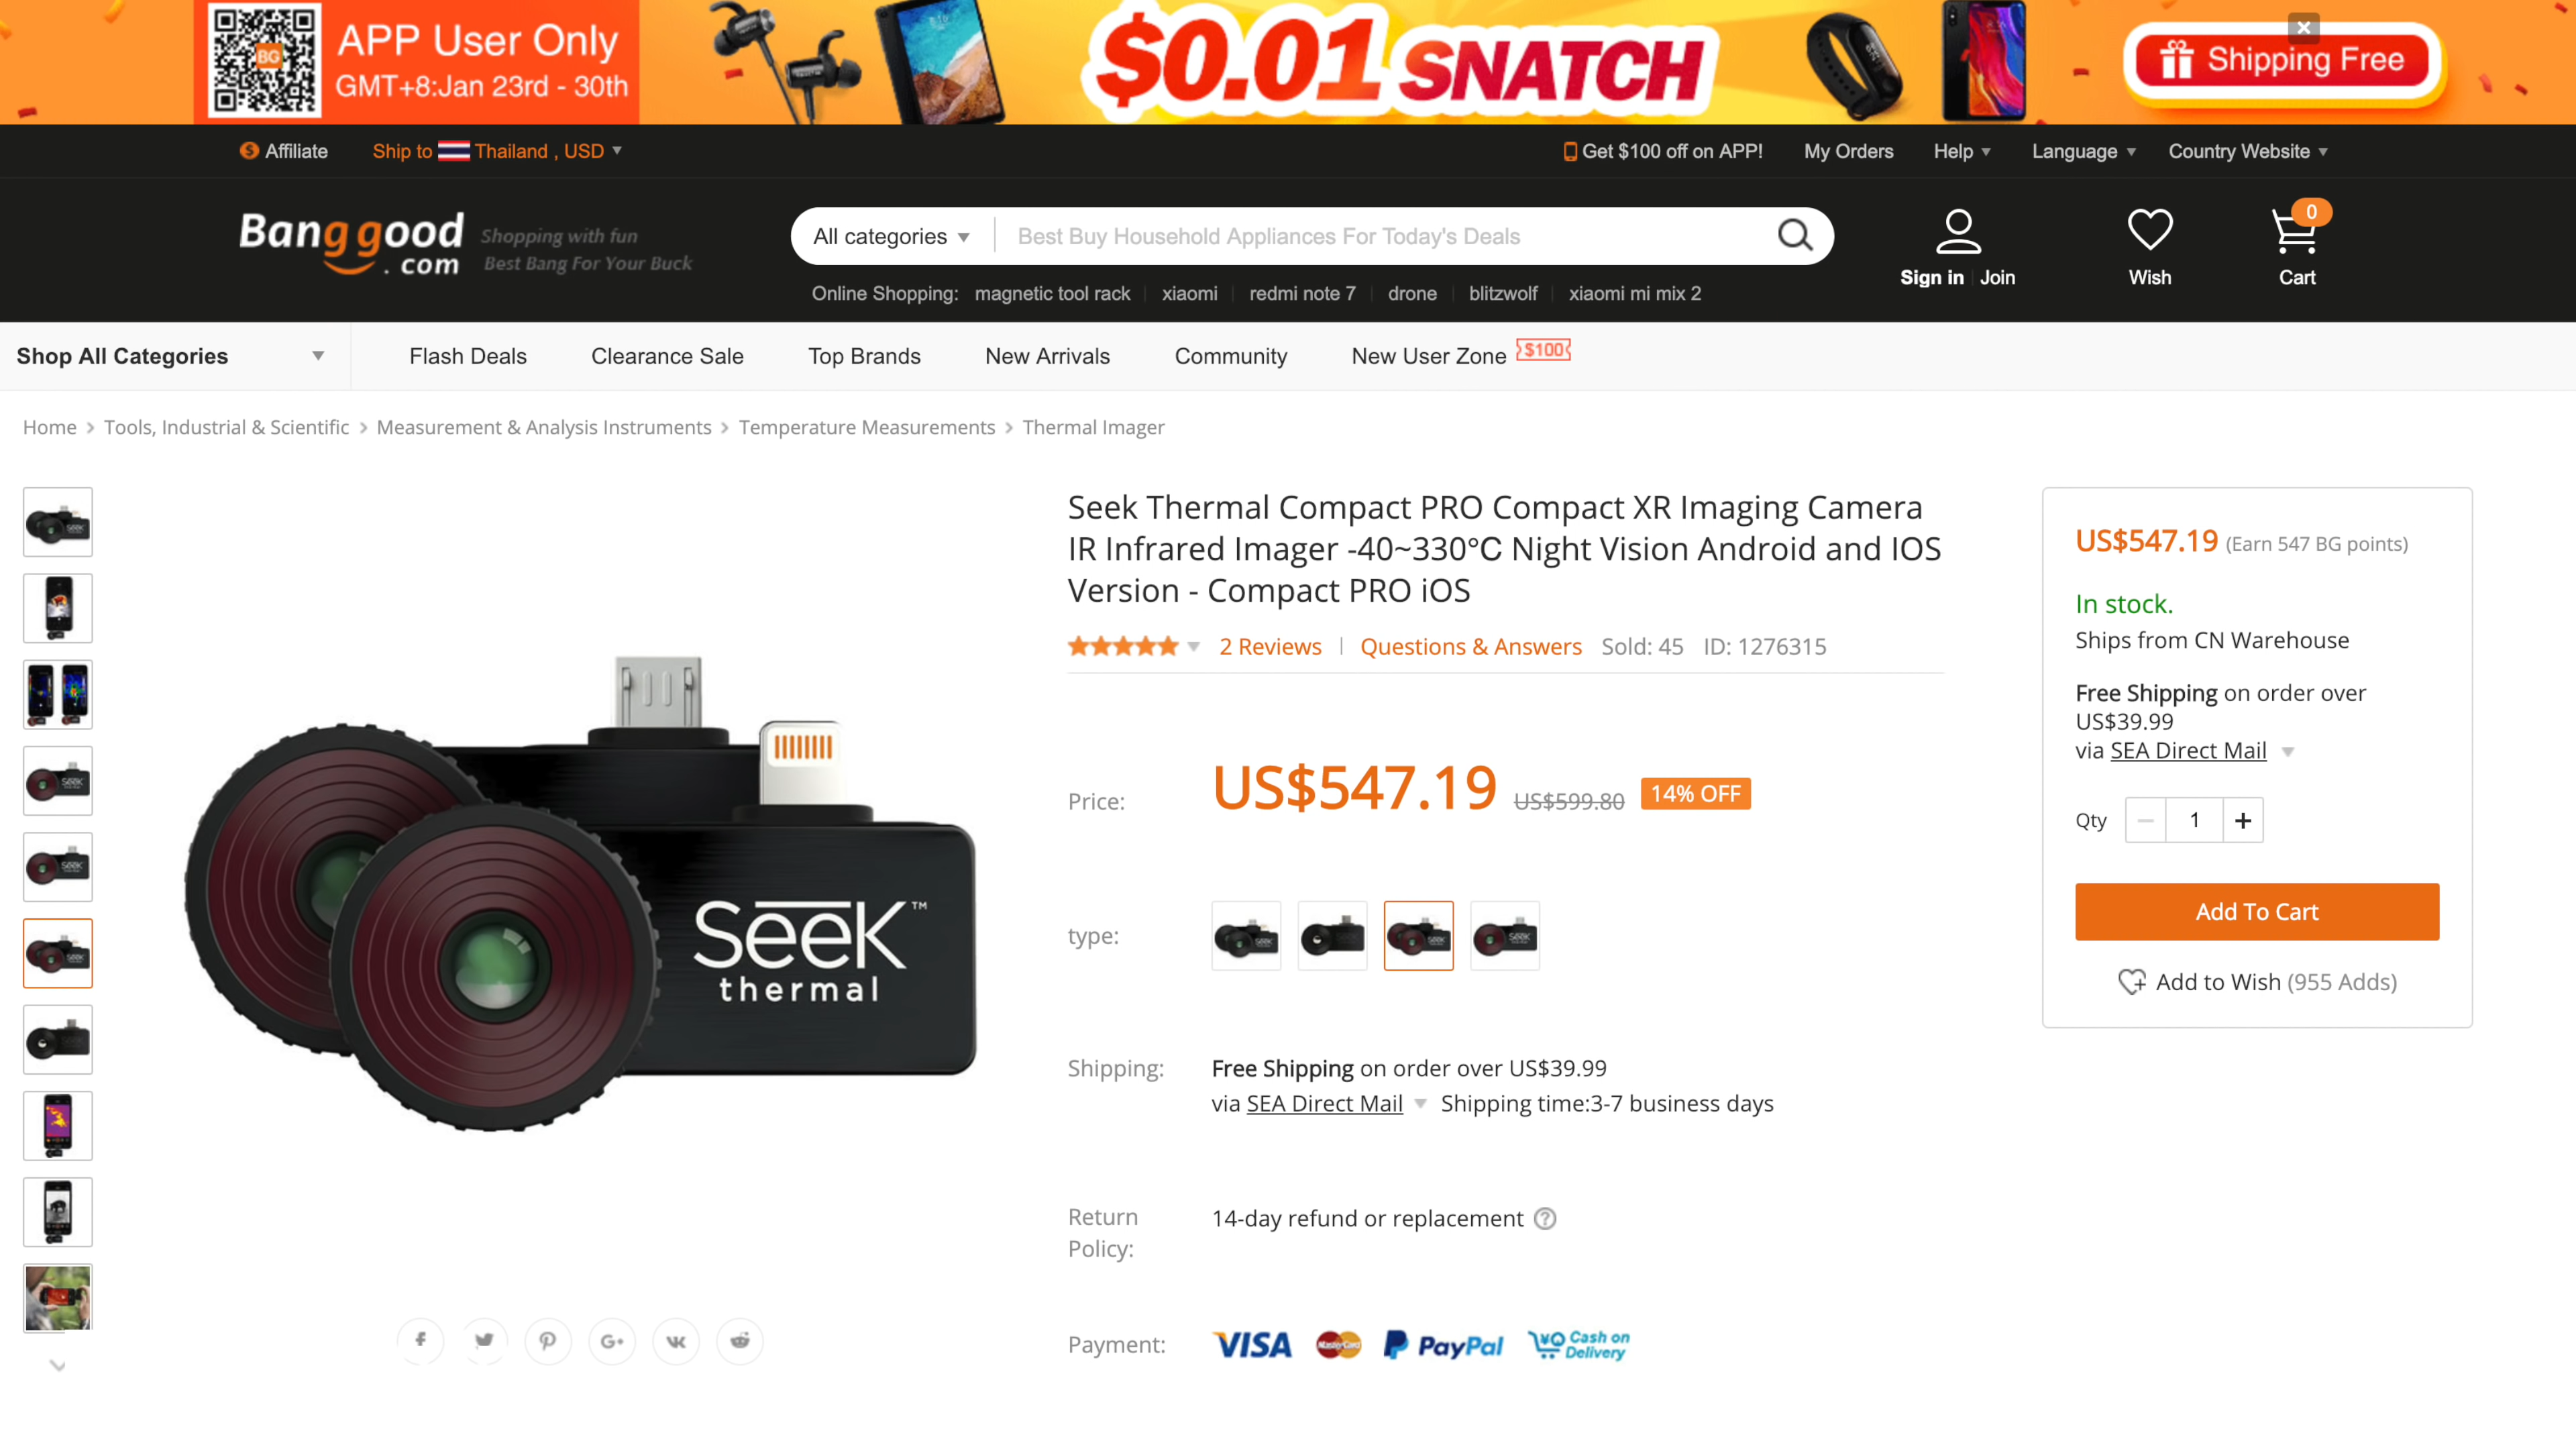 BG
APP User Only
GMT+8:Jan 23rd - 30th
$0.01 SNATCH
Shipping Free
Affiliate
Ship to Thailand , USD
Get $100 off on APP!
My Orders
Help
Language
Country Website
Banggood
.com
Shopping with fun
Best Bang For Your Buck
All categories
Best Buy Household Appliances For Today's Deals
Sign in Join
Wish
0
Cart
Online Shopping: magnetic tool rack xiaomi redmi note 7 drone blitzwolf xiaomi mi mix 2
Shop All Categories
Flash Deals
Clearance Sale
Top Brands
New Arrivals
Community
New User Zone
$100
Home > Tools, Industrial & Scientific > Measurement & Analysis Instruments > Temperature Measurements > Thermal Imager
Seek™
thermal
Seek Thermal Compact PRO Compact XR Imaging Camera
IR Infrared Imager -40~330℃ Night Vision Android and IOS
Version - Compact PRO iOS
2 Reviews | Questions & Answers Sold: 45 ID: 1276315
Price: US$547.19 US$599.80 14% OFF
type:
Shipping: Free Shipping on order over US$39.99
via SEA Direct Mail Shipping time:3-7 business days
Return
Policy:
14-day refund or replacement ?
Payment: VISA MasterCard PayPal Cash on
Delivery
US$547.19 (Earn 547 BG points)
In stock.
Ships from CN Warehouse
Free Shipping on order over
US$39.99
via SEA Direct Mail
Qty - 1 +
Add To Cart
Add to Wish (955 Adds)